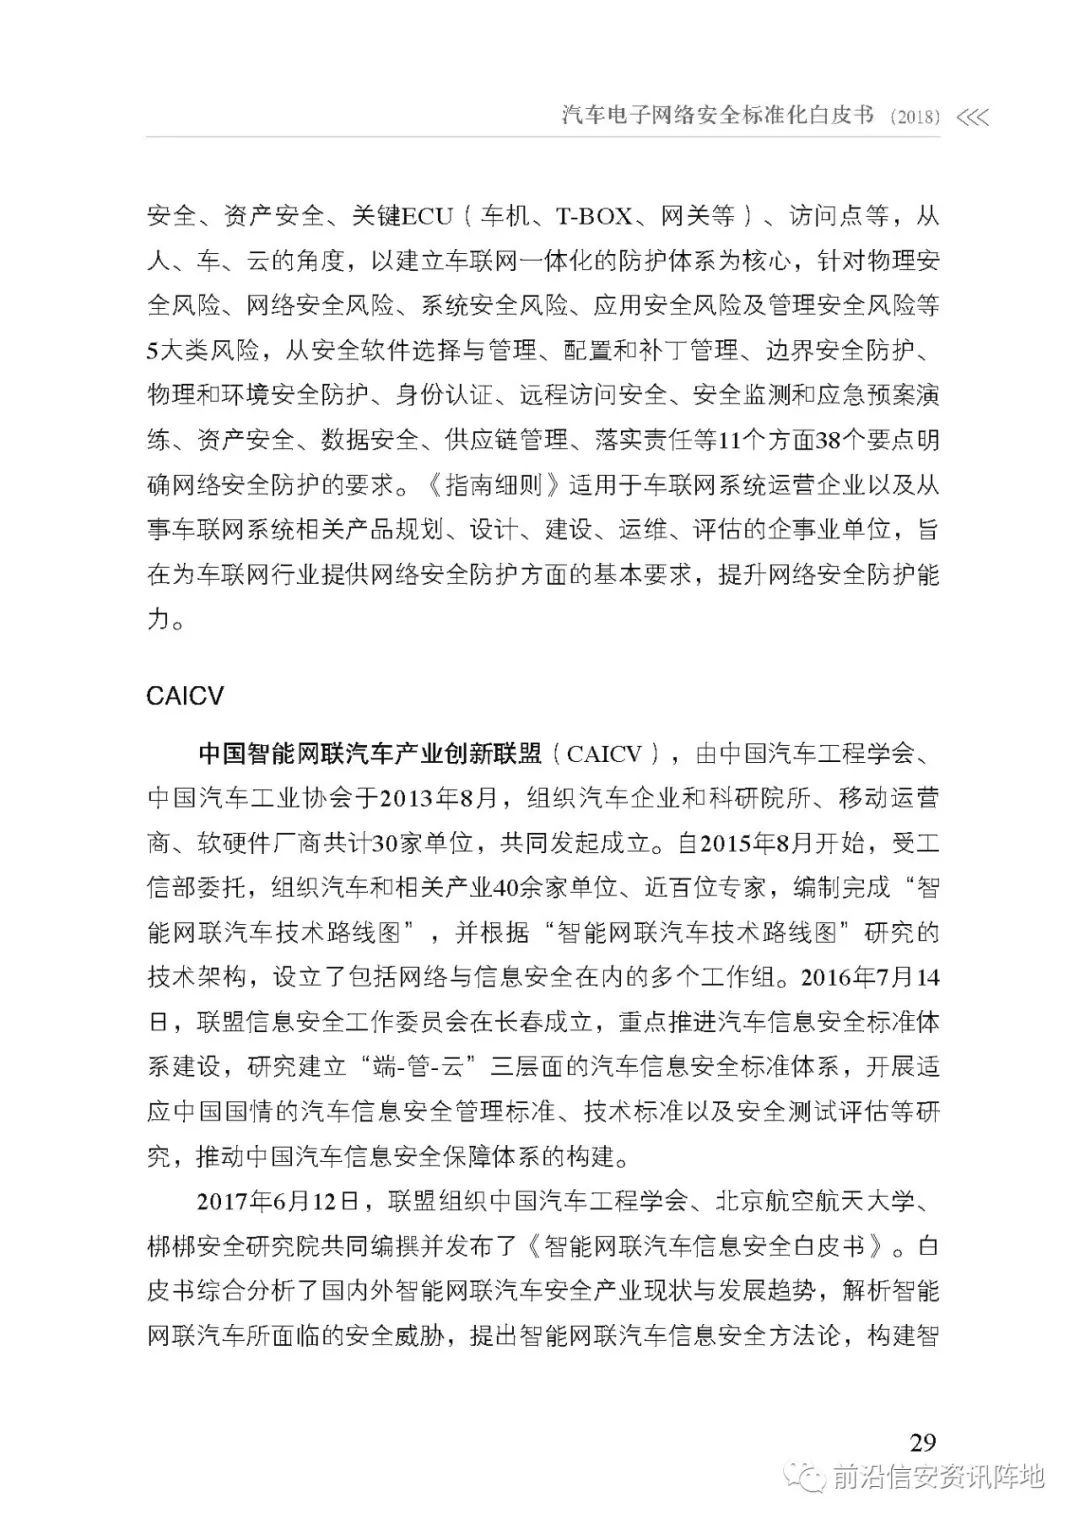 汽车电子网络安全标准化白皮书 (2018)
安全、资产安全、关键ECU（车机、T-BOX、网关等）、访问点等，从
人、车、云的角度，以建立车联网一体化的防护体系为核心，针对物理安
全风险、网络安全风险、系统安全风险、应用安全风险及管理安全风险等
5大类风险，从安全软件选择与管理、配置和补丁管理、边界安全防护、
物理和环境安全防护、身份认证、远程访问安全、安全监测和应急预案演
练、资产安全、数据安全、供应链管理、落实责任等11个方面38个要点明
确网络安全防护的要求。《指南细则》适用于车联网系统运营企业以及从
事车联网系统相关产品规划、设计、建设、运维、评估的企事业单位，旨
在为车联网行业提供网络安全防护方面的基本要求，提升网络安全防护能
力。
CAICV
中国智能网联汽车产业创新联盟（CAICV），由中国汽车工程学会、
中国汽车工业协会于2013年8月，组织汽车企业和科研院所、移动运营
商、软硬件厂商共计30家单位，共同发起成立。自2015年8月开始，受工
信部委托，组织汽车和相关产业40余家单位、近百位专家，编制完成“智
能网联汽车技术路线图”，并根据“智能网联汽车技术路线图”研究的
技术架构，设立了包括网络与信息安全在内的多个工作组。2016年7月14
日，联盟信息安全工作委员会在长春成立，重点推进汽车信息安全标准体
系建设，研究建立“端-管-云”三层面的汽车信息安全标准体系，开展适
应中国国情的汽车信息安全管理标准、技术标准以及安全测试评估等研
究，推动中国汽车信息安全保障体系的构建。
2017年6月12日，联盟组织中国汽车工程学会、北京航空航天大学、
梆梆安全研究院共同编撰并发布了《智能网联汽车信息安全白皮书》。白
皮书综合分析了国内外智能网联汽车安全产业现状与发展趋势，解析智能
网联汽车所面临的安全威胁，提出智能网联汽车信息安全方法论，构建智
29
前沿信安资讯阵地